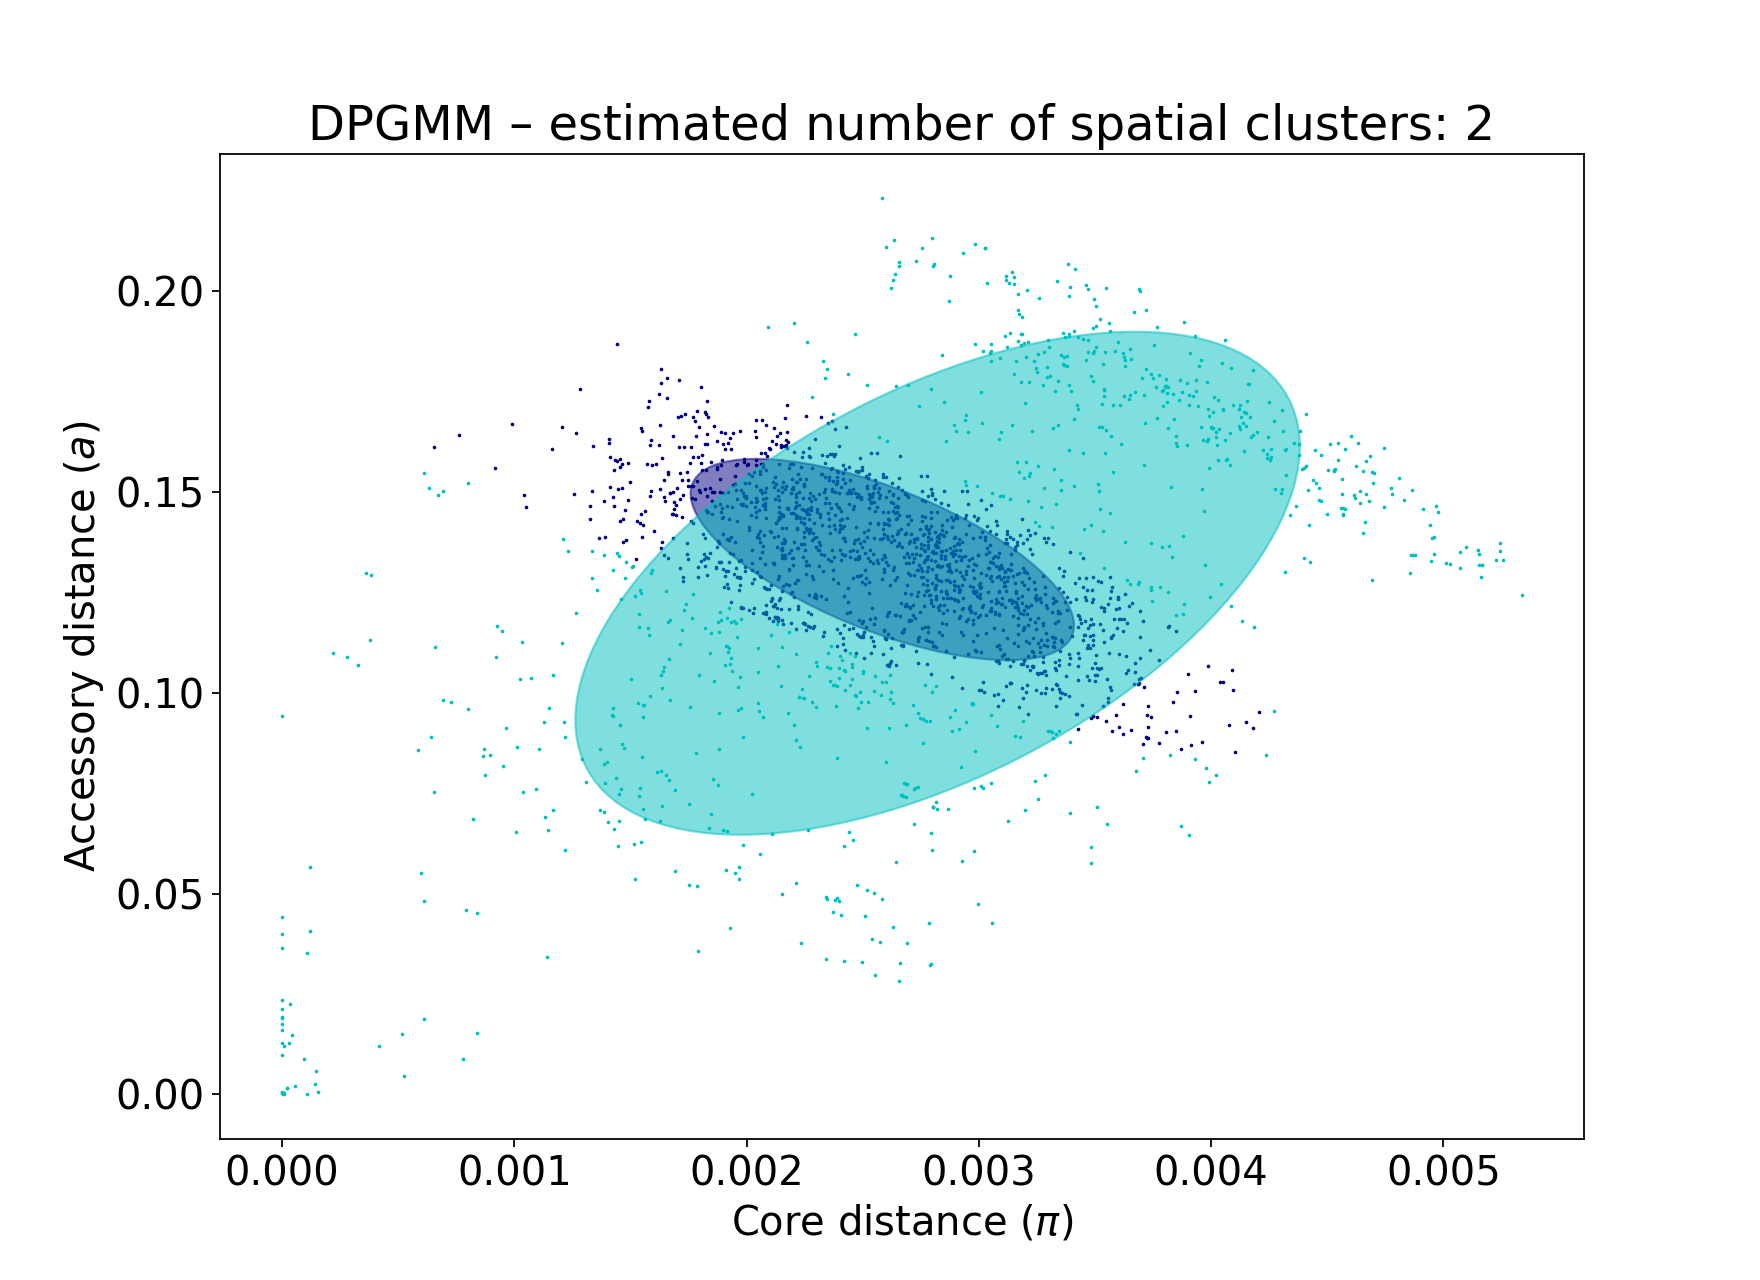 DPGMM – estimated number of spatial clusters: 2
Accessory distance (a)
0.20
0.15
0.10
0.05
0.00
0.000 0.001 0.002 0.003 0.004 0.005
Core distance (π)